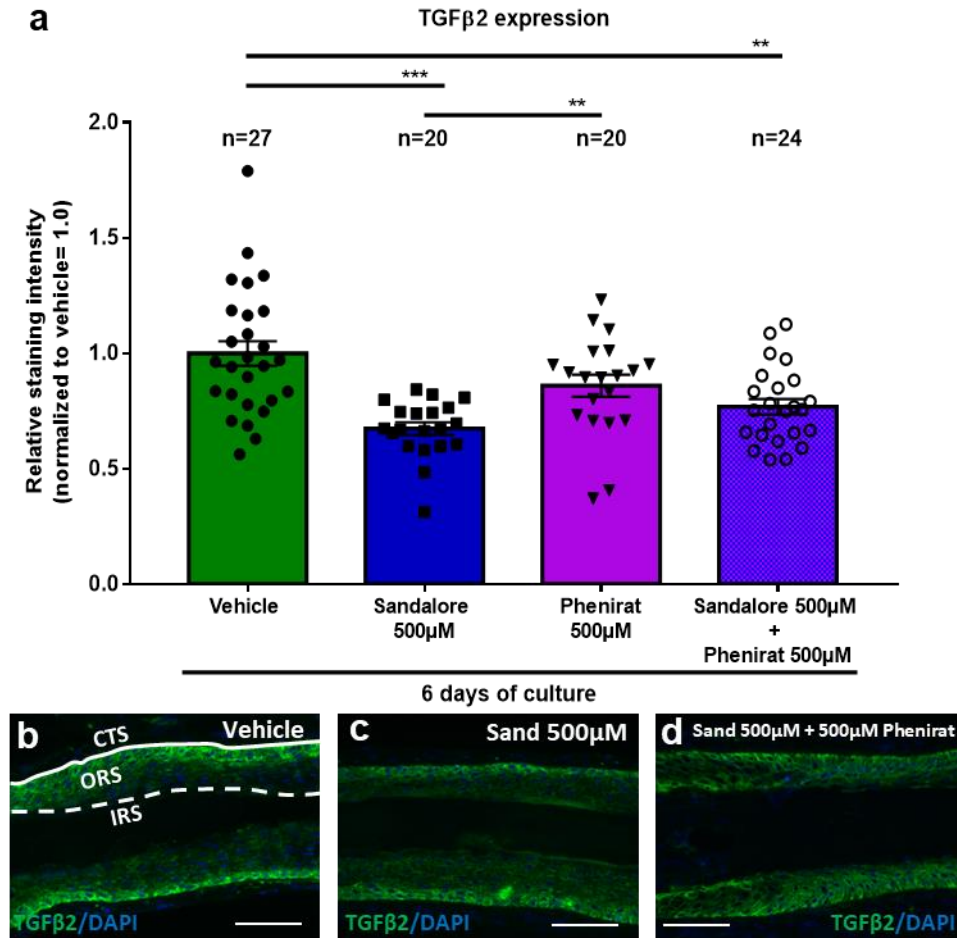 a
TGFβ2 expression
**
***
**
n=27
n=20
n=20
n=24
Relative staining intensity
(normalized to vehicle= 1.0)
2.0
1.5
1.0
0.5
0.0
Vehicle
Sandalore
500µM
Phenirat
500µM
Sandalore 500µM
+
Phenirat 500µM
6 days of culture
b
CTS
Vehicle
ORS
IRS
TGFβ2/DAPI
c
Sand 500µM
TGFβ2/DAPI
d
Sand 500µM + 500µM Phenirat
TGFβ2/DAPI